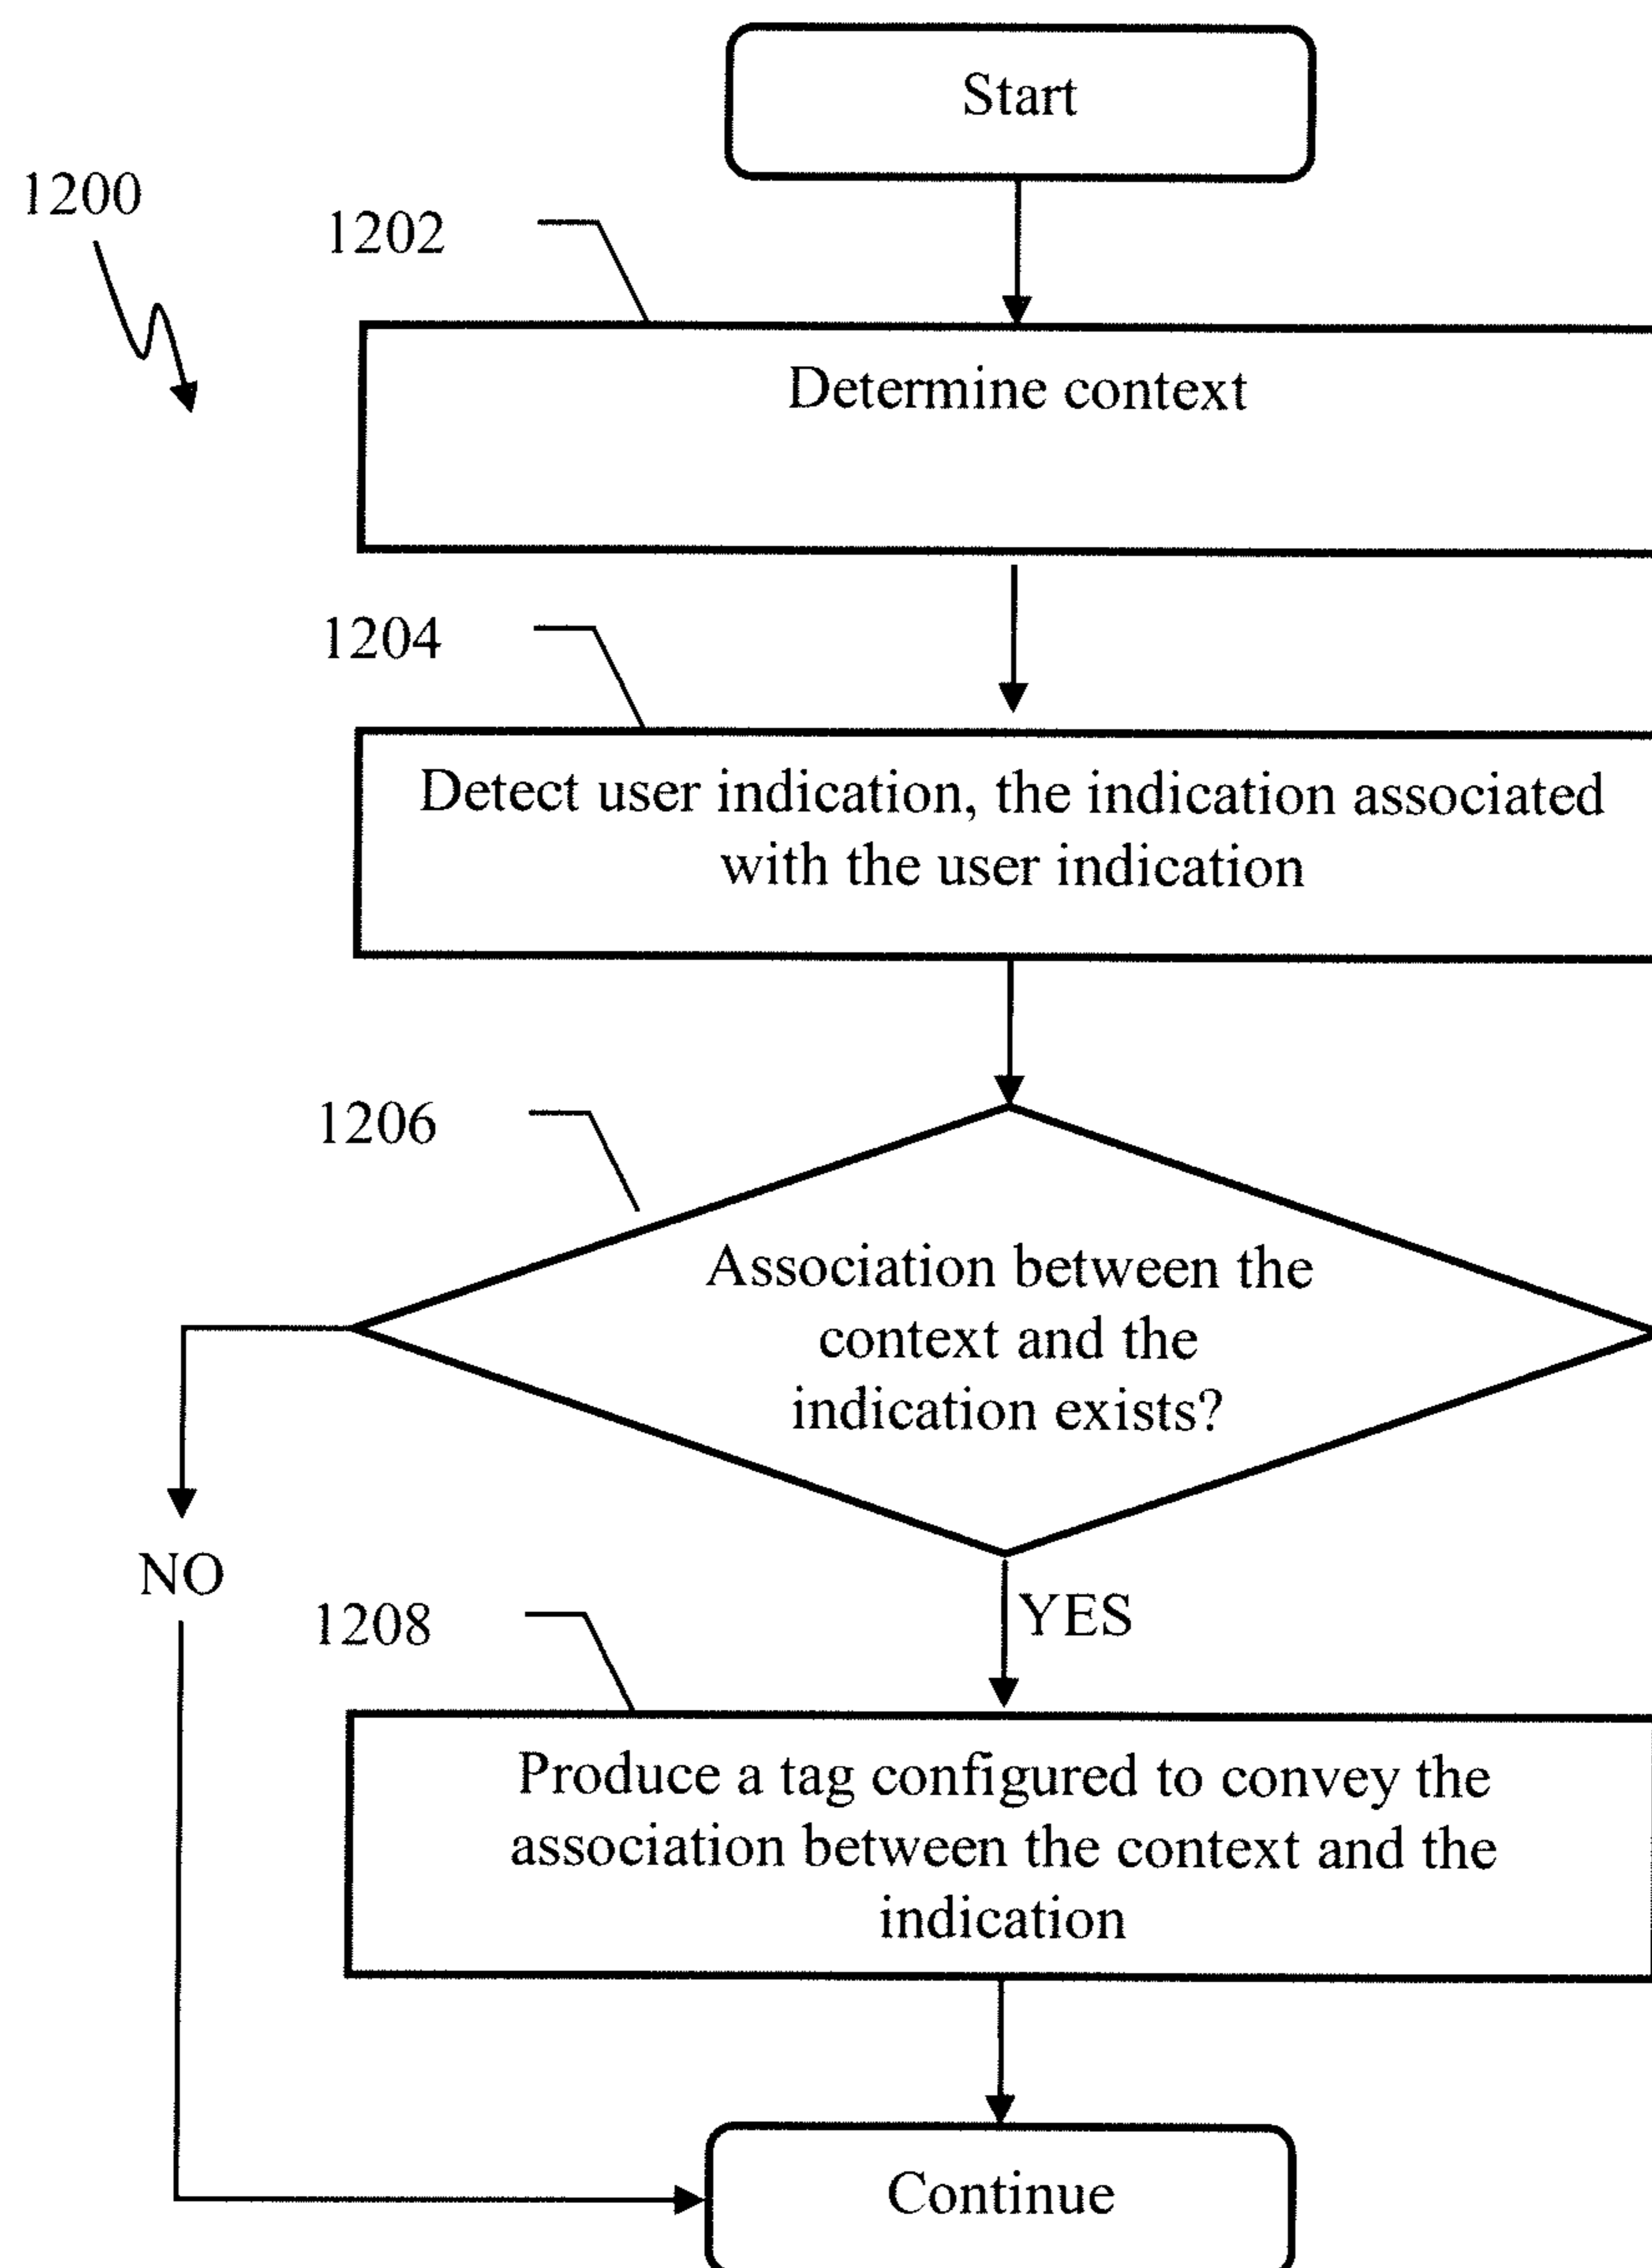 Start
1200
1202
Determine context
1204
Detect user indication, the indication associated
with the user indication
1206
Association between the
context and the
indication exists?
NO
YES
1208
Produce a tag configured to convey the
association between the context and the
indication
Continue